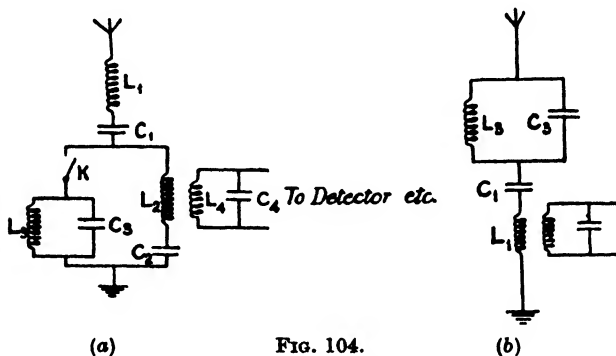 L₁
C₁
K
L₃
C₃
L₂
C₂
L₄
C₄ To Detector etc.
L₃
C₃
C₁
L₁
(a) FIG. 104. (b)